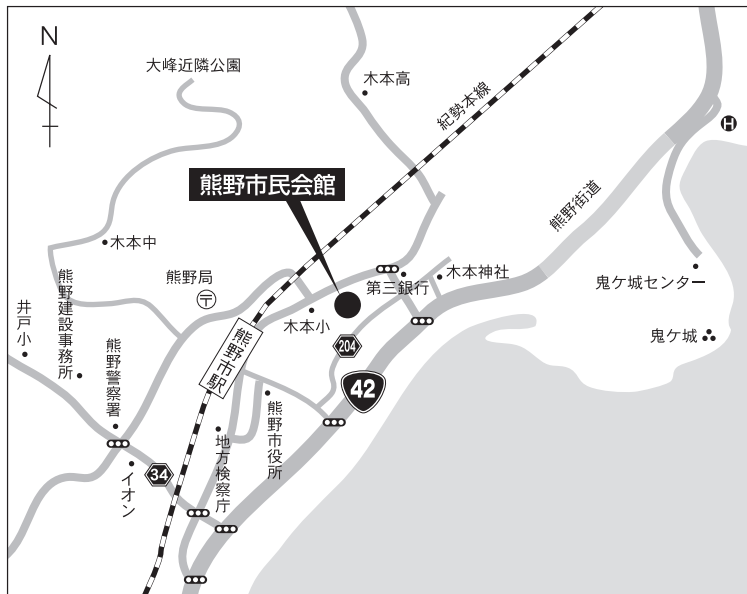 N
大峰近隣公園
木本高
紀勢本線
H
熊野市民会館
熊野街道
木本中
熊野局
〒
第三銀行
木本神社
鬼ケ城センター
熊野建設事務所
井戸小
木本小
熊野市駅
204
鬼ケ城
熊野警察署
42
熊野市役所
地方検察庁
イオン
34